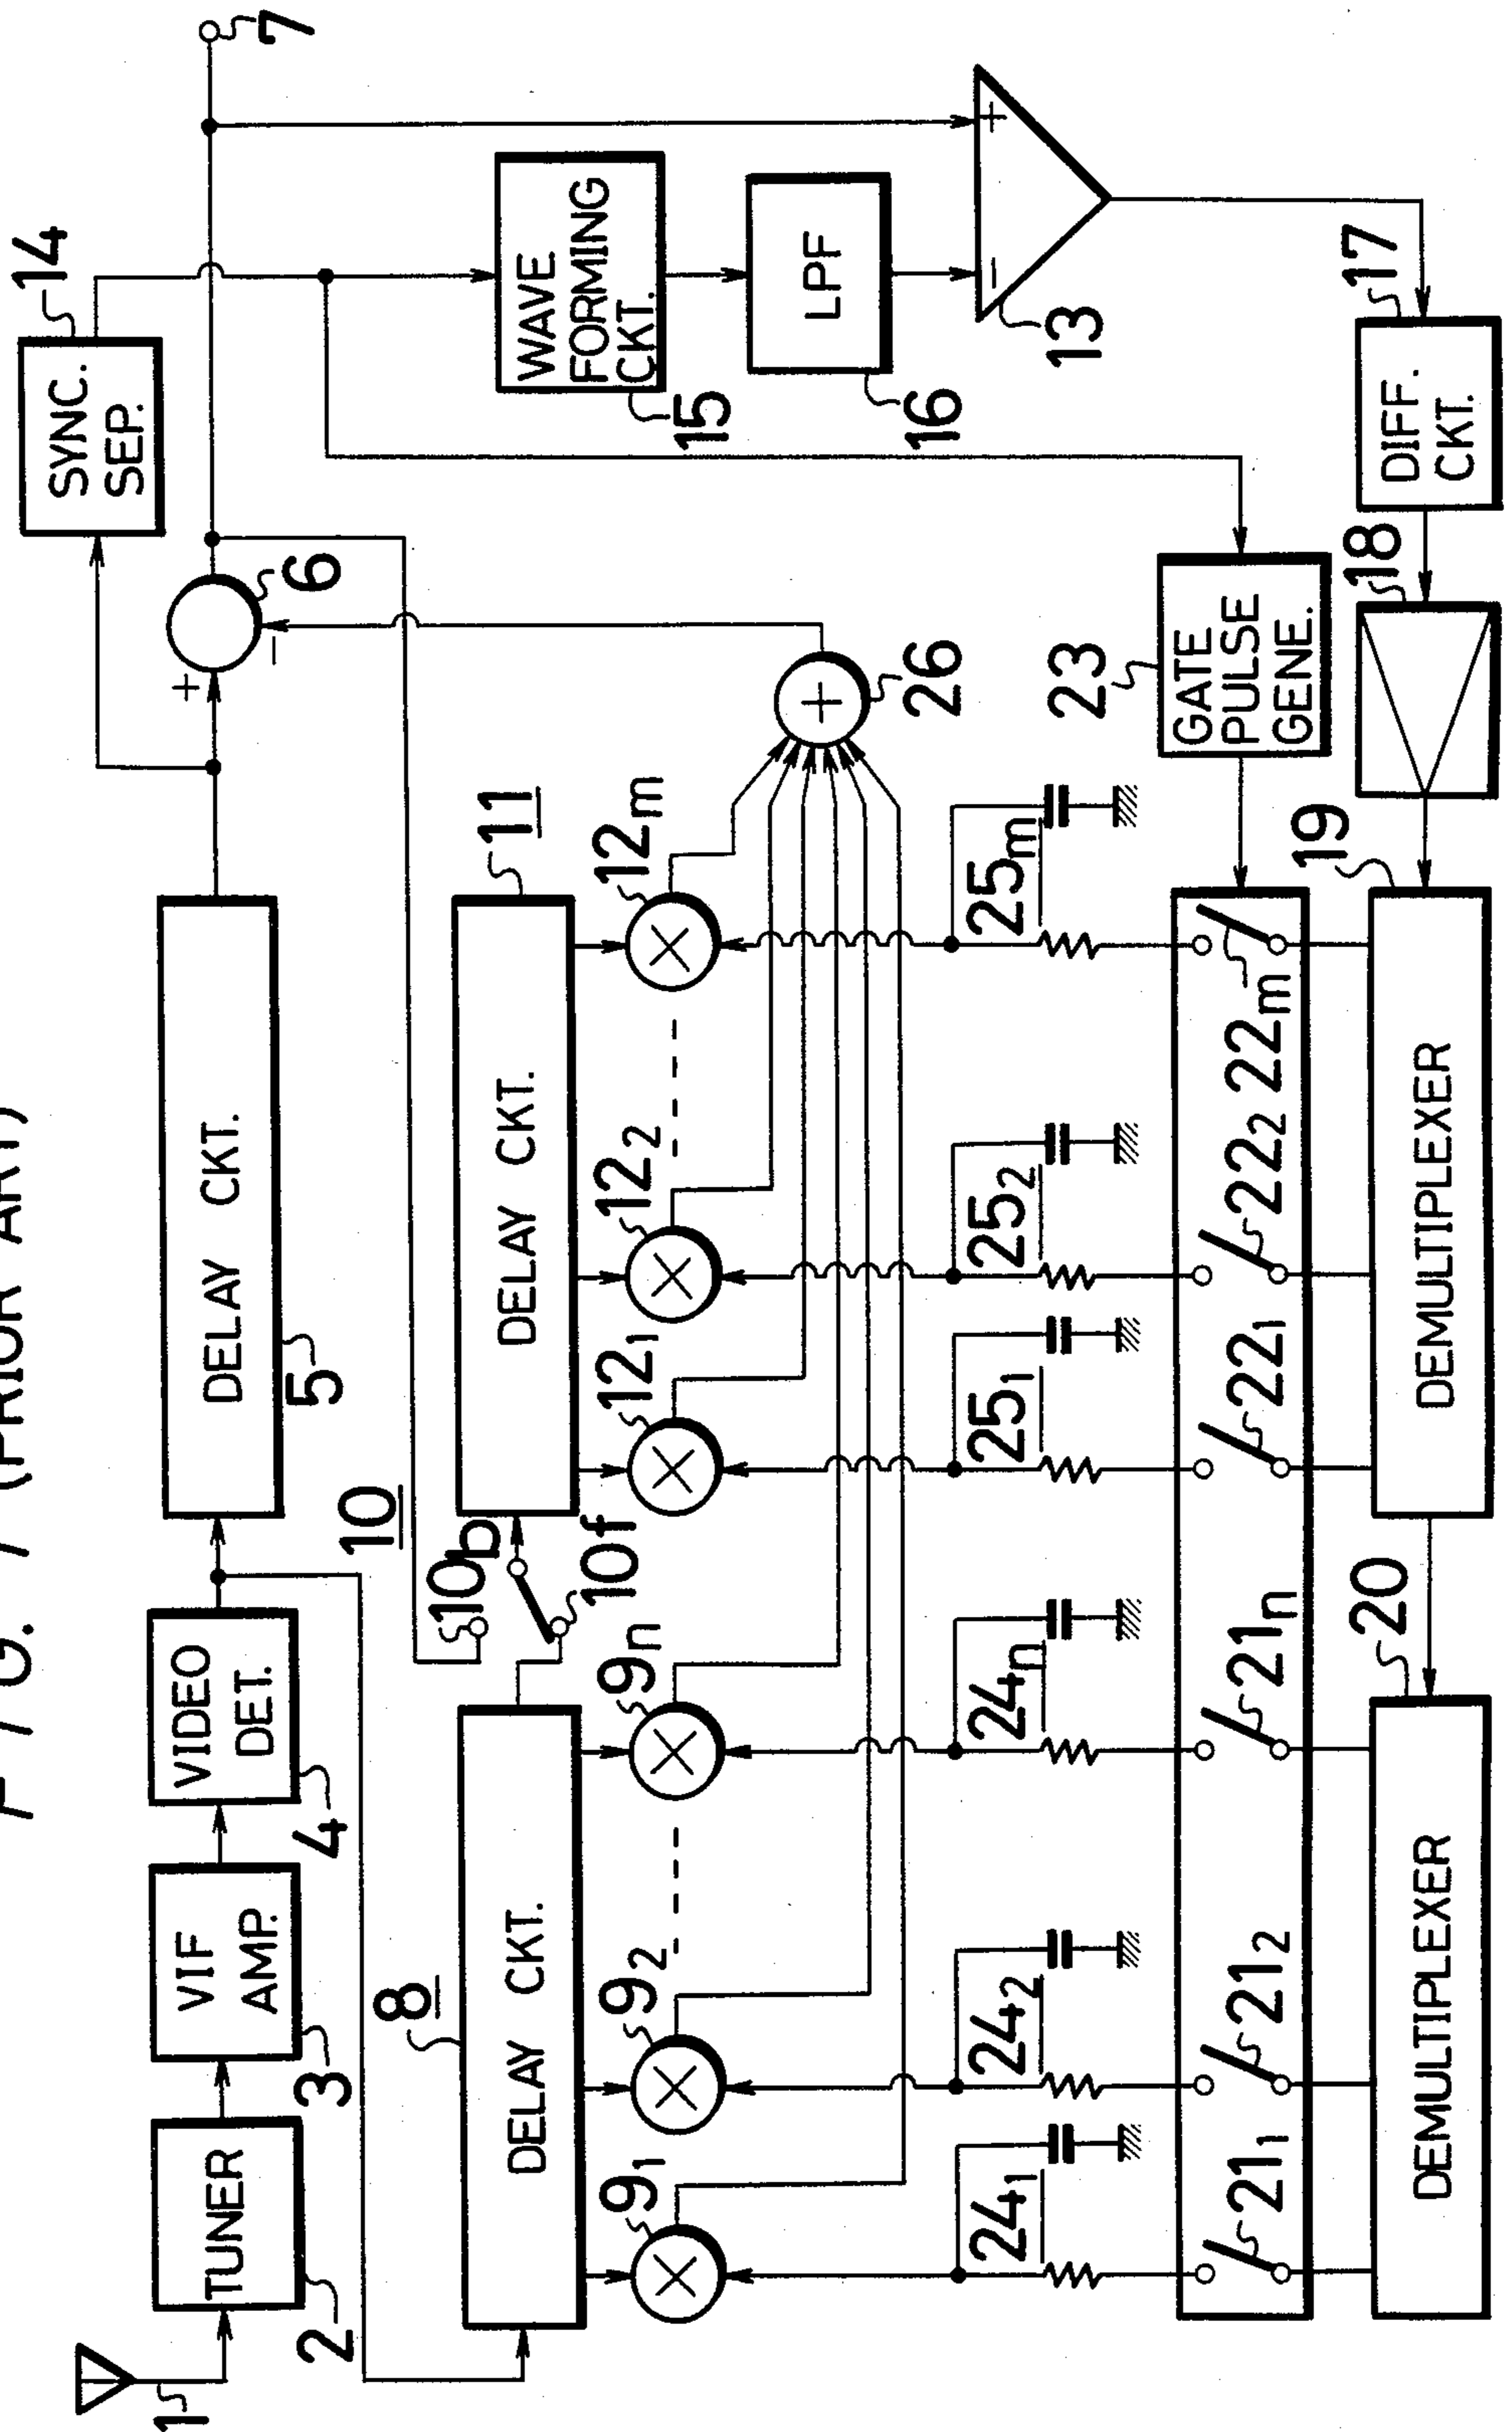 FIG. 1 (PRIOR ART)
1
TUNER
2
VIF
AMP.
3
VIDEO
DET.
4
DELAY CKT.
5
+
−
6
SYNC.
SEP.
14
7
8
DELAY CKT.
10
10b
10f
DELAY CKT.
11
9₁
9₂
9n
12₁
12₂
12m
+
26
WAVE
FORMING
CKT.
15
LPF
16
−
+
13
24₁
24₂
24n
25₁
25₂
25m
21₁
21₂
21n
22₁
22₂
22m
GATE
PULSE
GENE.
23
DIFF.
CKT.
17
18
DEMULTIPLEXER
19
DEMULTIPLEXER
20